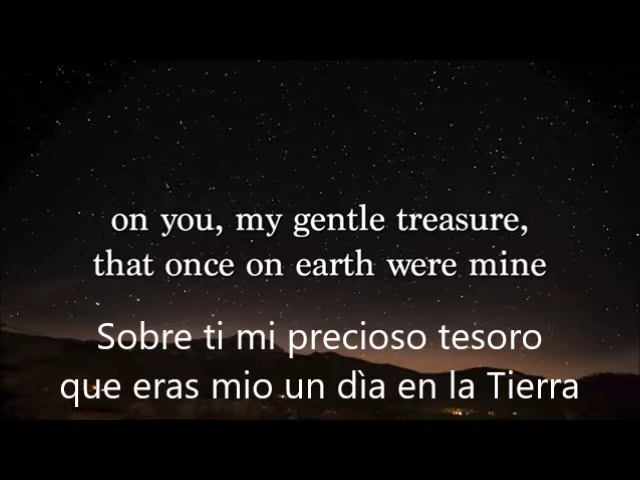 on you, my gentle treasure,
that once on earth were mine
Sobre ti mi precioso tesoro
que eras mio un dìa en la Tierra